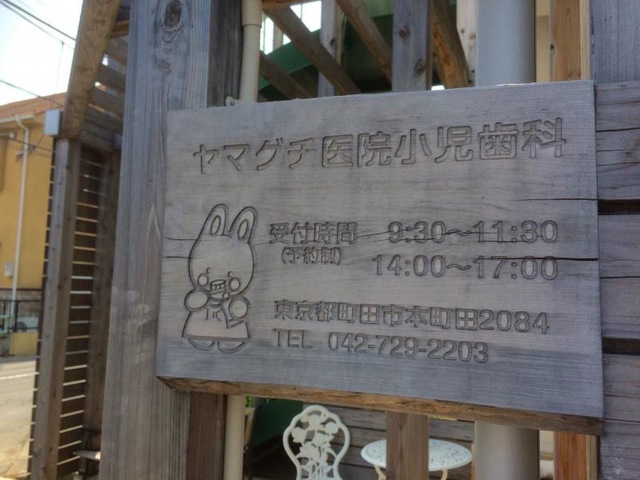 ヤマグチ医院小児歯科
受付時間 9:30〜11:30
(予約制) 14:00〜17:00
東京都町田市本町田2084
TEL 042-729-2203